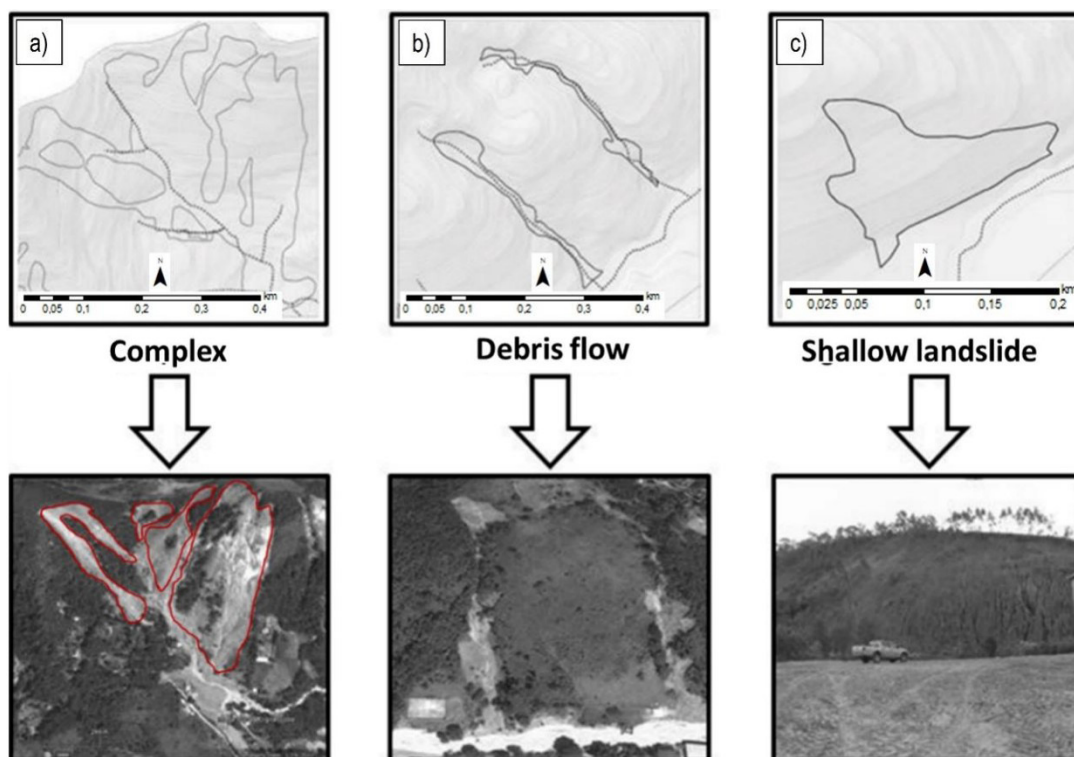 a)
N
km
0 0,05 0,1 0,2 0,3 0,4
b)
N
km
0 0,05 0,1 0,2 0,3 0,4
c)
N
km
0 0,025 0,05 0,1 0,15 0,2
Complex
Debris flow
Shallow landslide